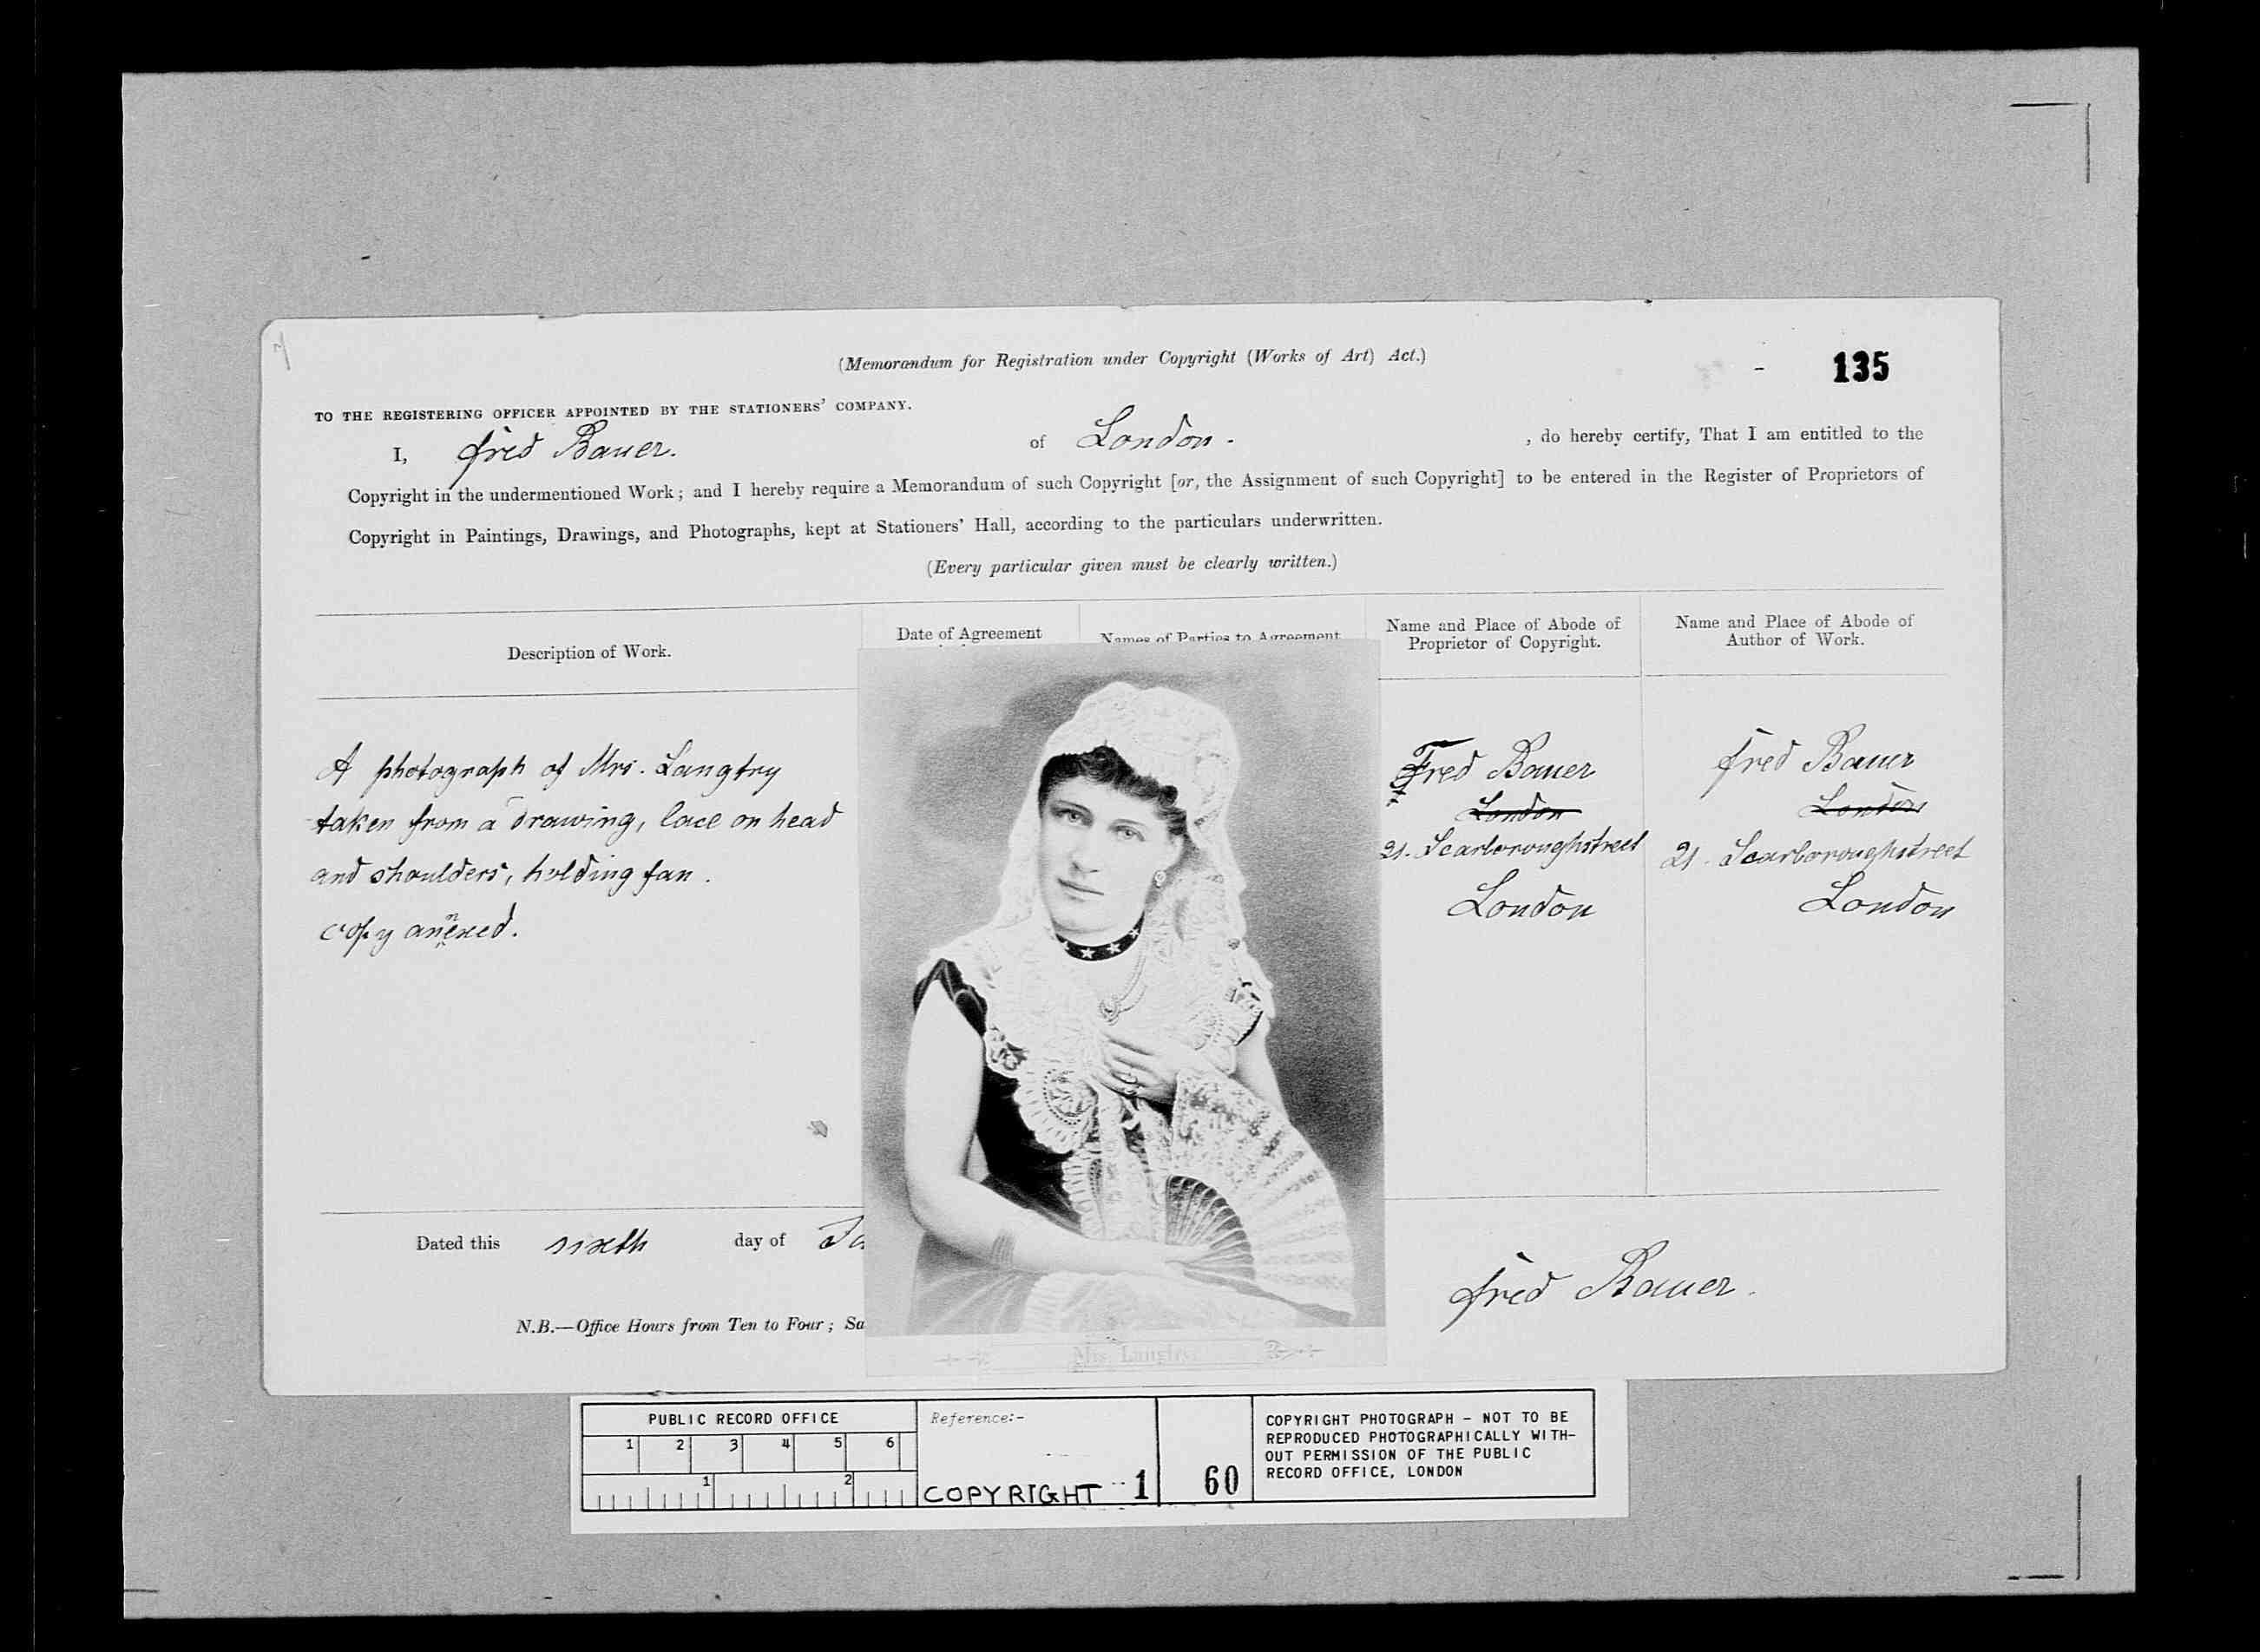 (Memorandum for Registration under Copyright (Works of Art) Act.)
135
TO THE REGISTERING OFFICER APPOINTED BY THE STATIONERS' COMPANY.
I, Fred Bauer. of London. , do hereby certify, That I am entitled to the
Copyright in the undermentioned Work; and I hereby require a Memorandum of such Copyright [or, the Assignment of such Copyright] to be entered in the Register of Proprietors of
Copyright in Paintings, Drawings, and Photographs, kept at Stationers' Hall, according to the particulars underwritten.
(Every particular given must be clearly written.)
Description of Work.
Date of Agreement
Names of Parties to Agreement
Name and Place of Abode of
Proprietor of Copyright.
Name and Place of Abode of
Author of Work.
A photograph of Mrs. Langtry
taken from a drawing, lace on head
and shoulders, holding fan.
copy annexed.
Fred Bauer
London
21. Scarboroughstreet
London
Fred Bauer
London
21. Scarboroughstreet
London
Dated this sixth day of
Fred Bauer.
N.B.—Office Hours from Ten to Four; Sa
Mrs. Langtry
PUBLIC RECORD OFFICE
1 2 3 4 5 6
1 2
Reference:-
COPYRIGHT 1
60
COPYRIGHT PHOTOGRAPH - NOT TO BE
REPRODUCED PHOTOGRAPHICALLY WITH-
OUT PERMISSION OF THE PUBLIC
RECORD OFFICE, LONDON